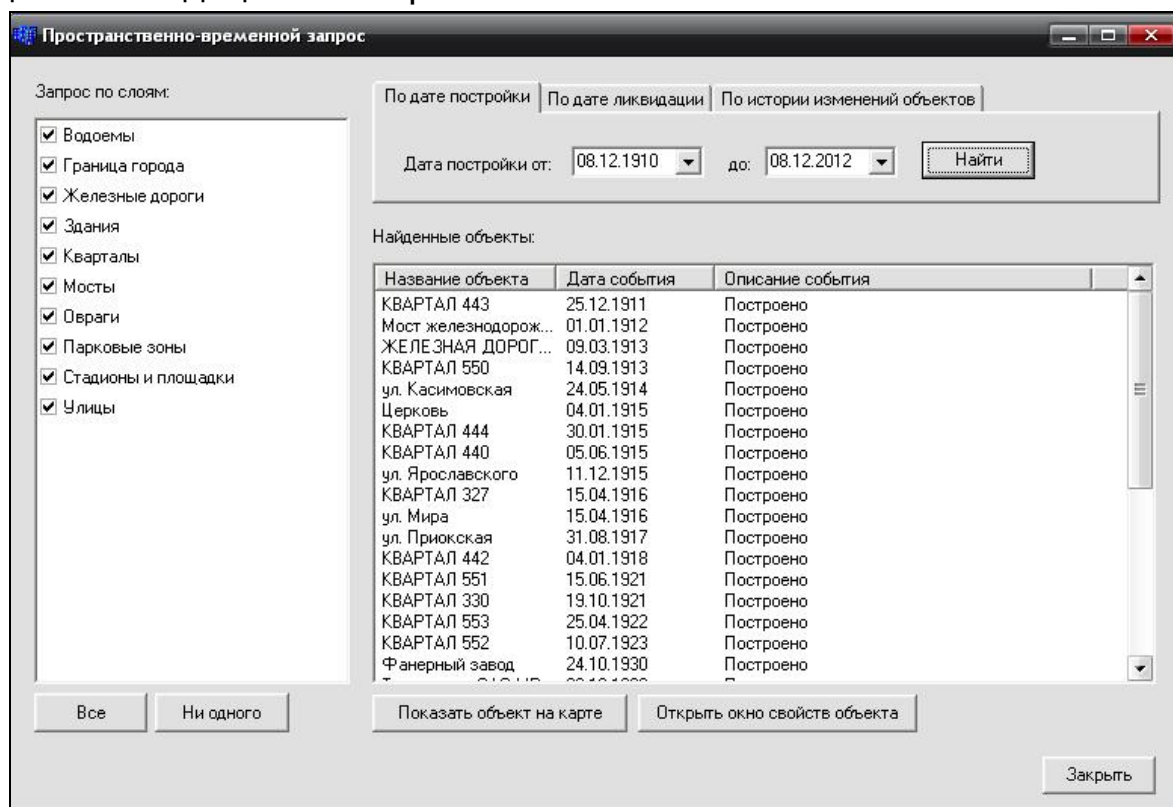 Пространственно-временной запрос
Запрос по слоям:
Водоемы
Граница города
Железные дороги
Здания
Кварталы
Мосты
Овраги
Парковые зоны
Стадионы и площадки
Улицы
Все Ни одного
По дате постройки По дате ликвидации По истории изменений объектов
Дата постройки от: 08.12.1910 до: 08.12.2012 Найти
Найденные объекты:
Название объекта Дата события Описание события
КВАРТАЛ 443 25.12.1911 Построено
Мост железнодорож... 01.01.1912 Построено
ЖЕЛЕЗНАЯ ДОРОГ... 09.03.1913 Построено
КВАРТАЛ 550 14.09.1913 Построено
ул. Касимовская 24.05.1914 Построено
Церковь 04.01.1915 Построено
КВАРТАЛ 444 30.01.1915 Построено
КВАРТАЛ 440 05.06.1915 Построено
ул. Ярославского 11.12.1915 Построено
КВАРТАЛ 327 15.04.1916 Построено
ул. Мира 15.04.1916 Построено
ул. Приокская 31.08.1917 Построено
КВАРТАЛ 442 04.01.1918 Построено
КВАРТАЛ 551 15.06.1921 Построено
КВАРТАЛ 330 19.10.1921 Построено
КВАРТАЛ 553 25.04.1922 Построено
КВАРТАЛ 552 10.07.1923 Построено
Фанерный завод 24.10.1930 Построено
Показать объект на карте Открыть окно свойств объекта
Закрыть